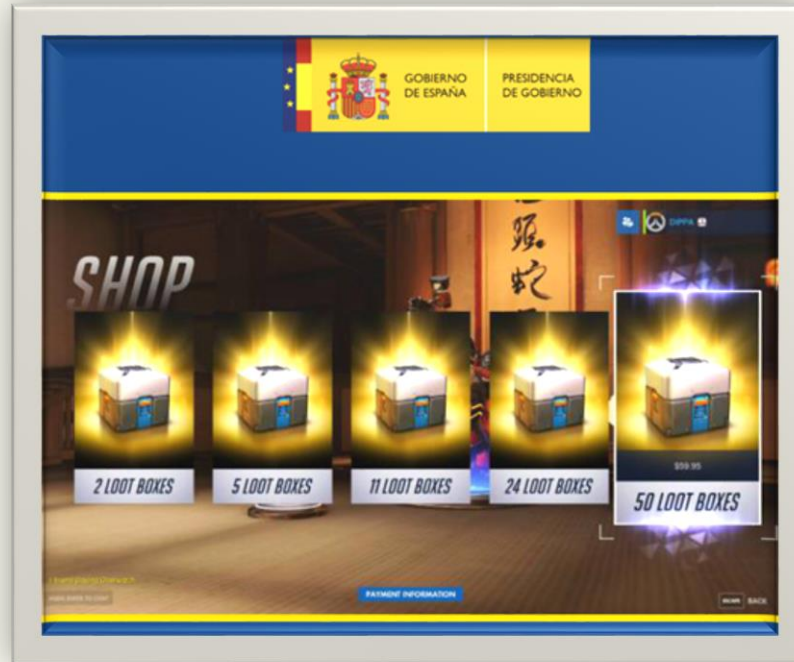 GOBIERNO
DE ESPAÑA
PRESIDENCIA
DE GOBIERNO
SHOP
DIPPA
2 LOOT BOXES
5 LOOT BOXES
11 LOOT BOXES
24 LOOT BOXES
$59.95
50 LOOT BOXES
PAYMENT INFORMATION
BACK